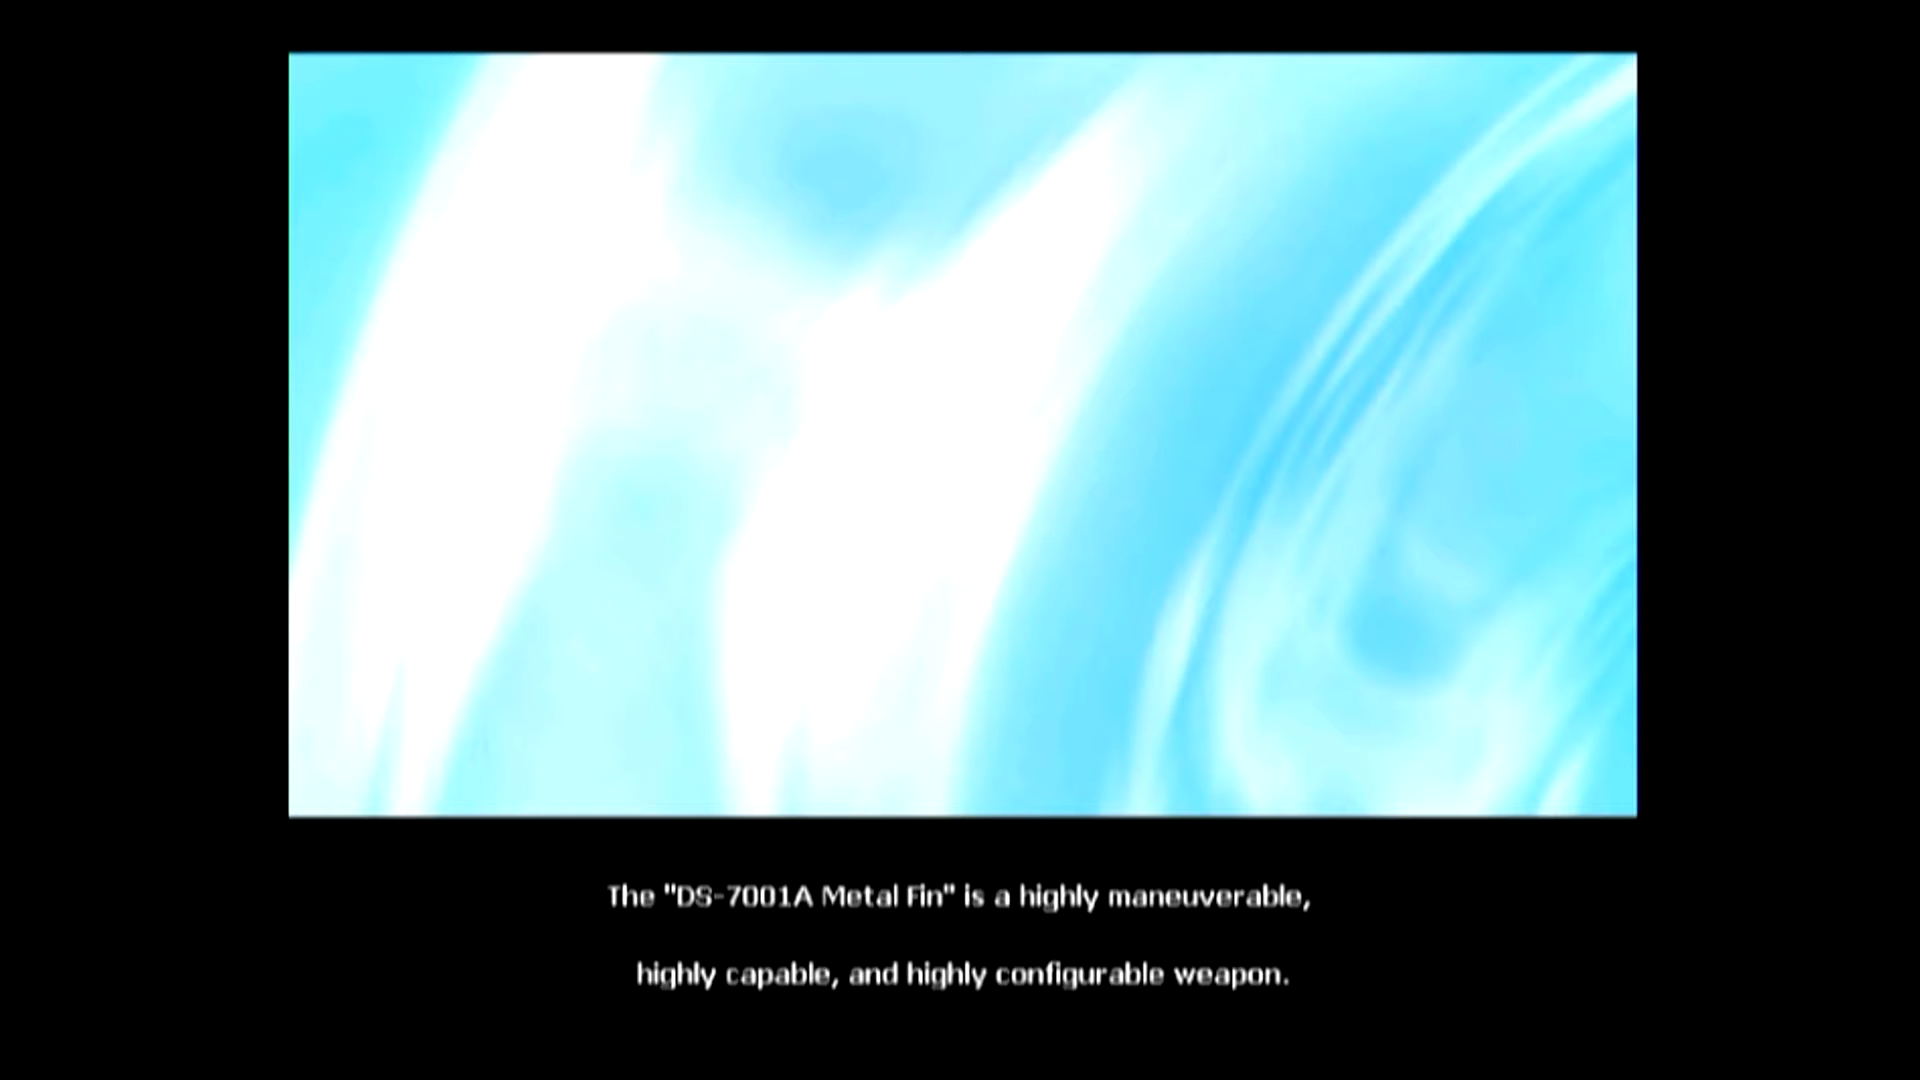 The "DS-7001A Metal Fin" is a highly maneuverable,
highly capable, and highly configurable weapon.